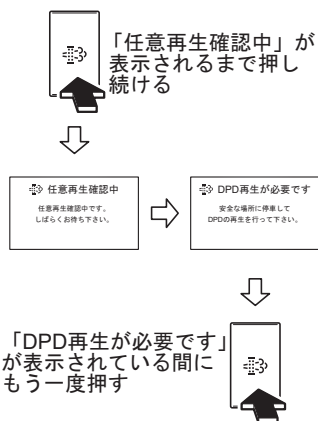 「任意再生確認中」が
表示されるまで押し
続ける
任意再生確認中
任意再生確認中です。
しばらくお待ち下さい。
DPD再生が必要です
安全な場所に停車して
DPDの再生を行って下さい。
「DPD再生が必要です」
が表示されている間に
もう一度押す